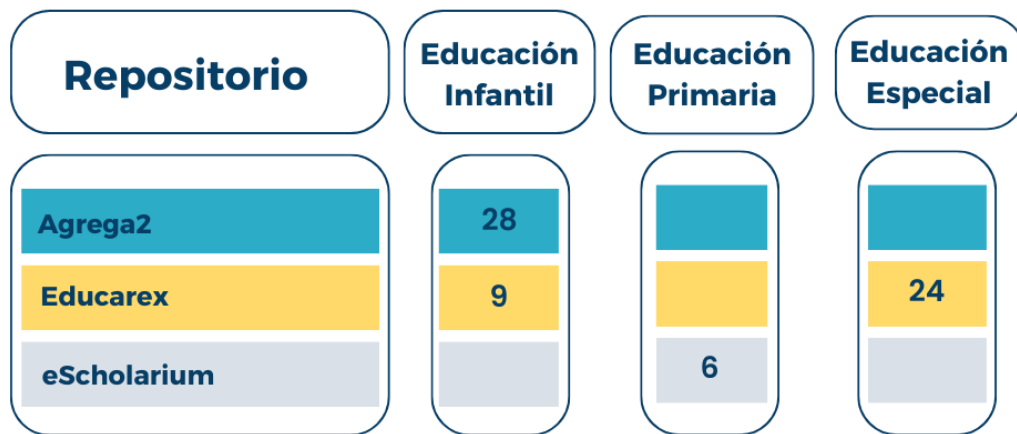 Repositorio
Educación
Infantil
Educación
Primaria
Educación
Especial
Agrega2
28
Educarex
9
24
eScholarium
6